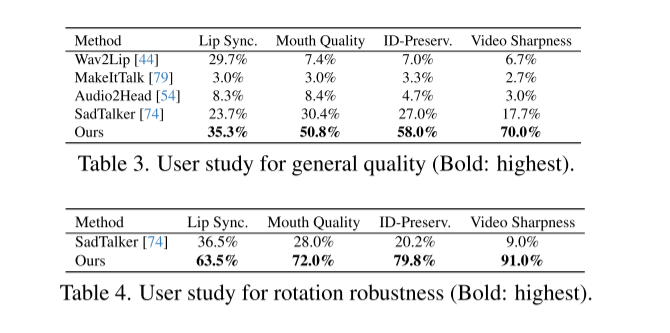 Method Lip Sync. Mouth Quality ID-Preserv. Video Sharpness
Wav2Lip [44] 29.7% 7.4% 7.0% 6.7%
MakeItTalk [79] 3.0% 3.0% 3.3% 2.7%
Audio2Head [54] 8.3% 8.4% 4.7% 3.0%
SadTalker [74] 23.7% 30.4% 27.0% 17.7%
Ours 35.3% 50.8% 58.0% 70.0%
Table 3. User study for general quality (Bold: highest).
Method Lip Sync. Mouth Quality ID-Preserv. Video Sharpness
SadTalker [74] 36.5% 28.0% 20.2% 9.0%
Ours 63.5% 72.0% 79.8% 91.0%
Table 4. User study for rotation robustness (Bold: highest).